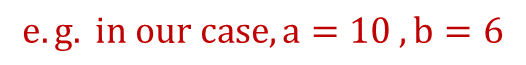 e.g. in our case, a = 10 , b = 6